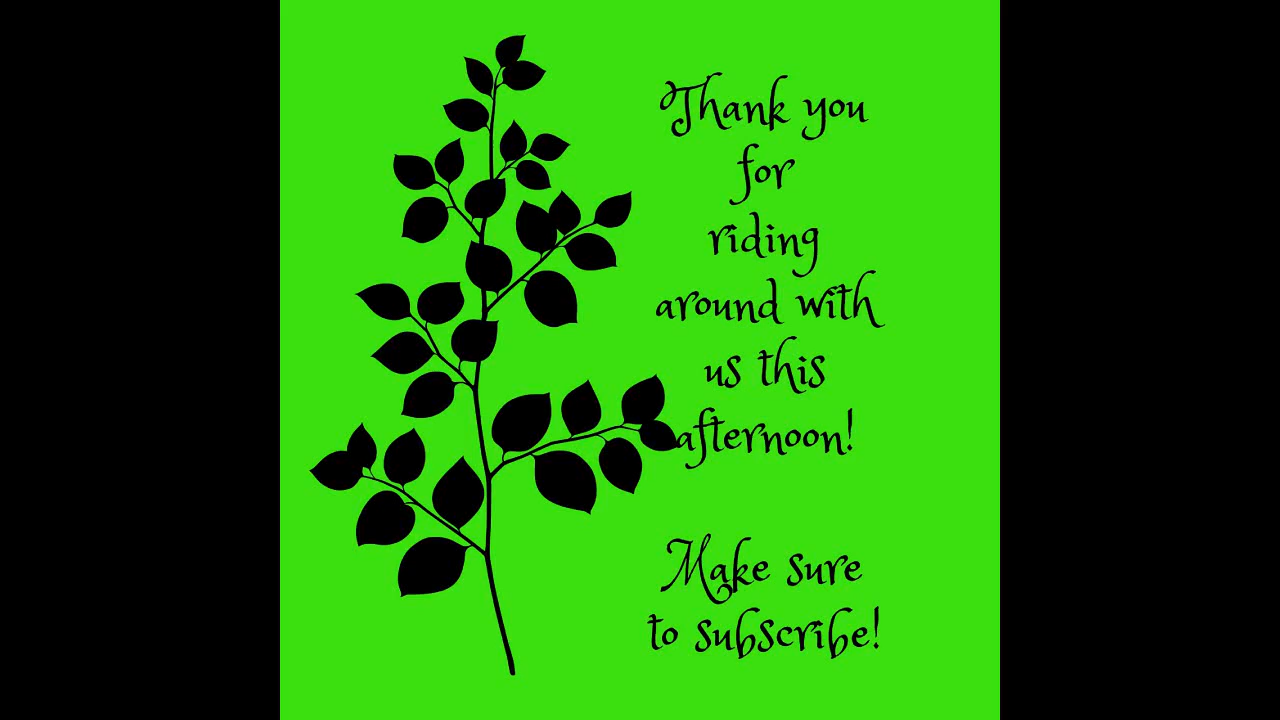 Thank you
for
riding
around with
us this
afternoon!
Make sure
to subscribe!